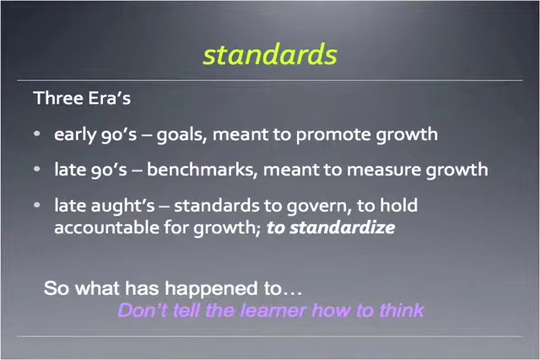 standards
Three Era's
• early 90's – goals, meant to promote growth
• late 90's – benchmarks, meant to measure growth
• late aught's – standards to govern, to hold
accountable for growth; to standardize
So what has happened to…
Don't tell the learner how to think